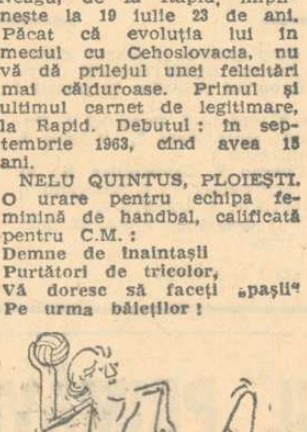 Neagu, de la Rapid, împli-
nește la 19 iulie 23 de ani.
Păcat că evoluția lui în
meciul cu Cehoslovacia, nu
vă dă prilejul unei felicitări
mai călduroase. Primul și
ultimul carnet de legitimare,
la Rapid. Debutul : în sep-
tembrie 1963, cînd avea 15
ani.
NELU QUINTUS, PLOIEȘTI.
O urare pentru echipa fe-
minină de handbal, calificată
pentru C.M. :
Demne de înaintașii
Purtători de tricolor,
Vă doresc să faceți „pașii“
Pe urma băieților !